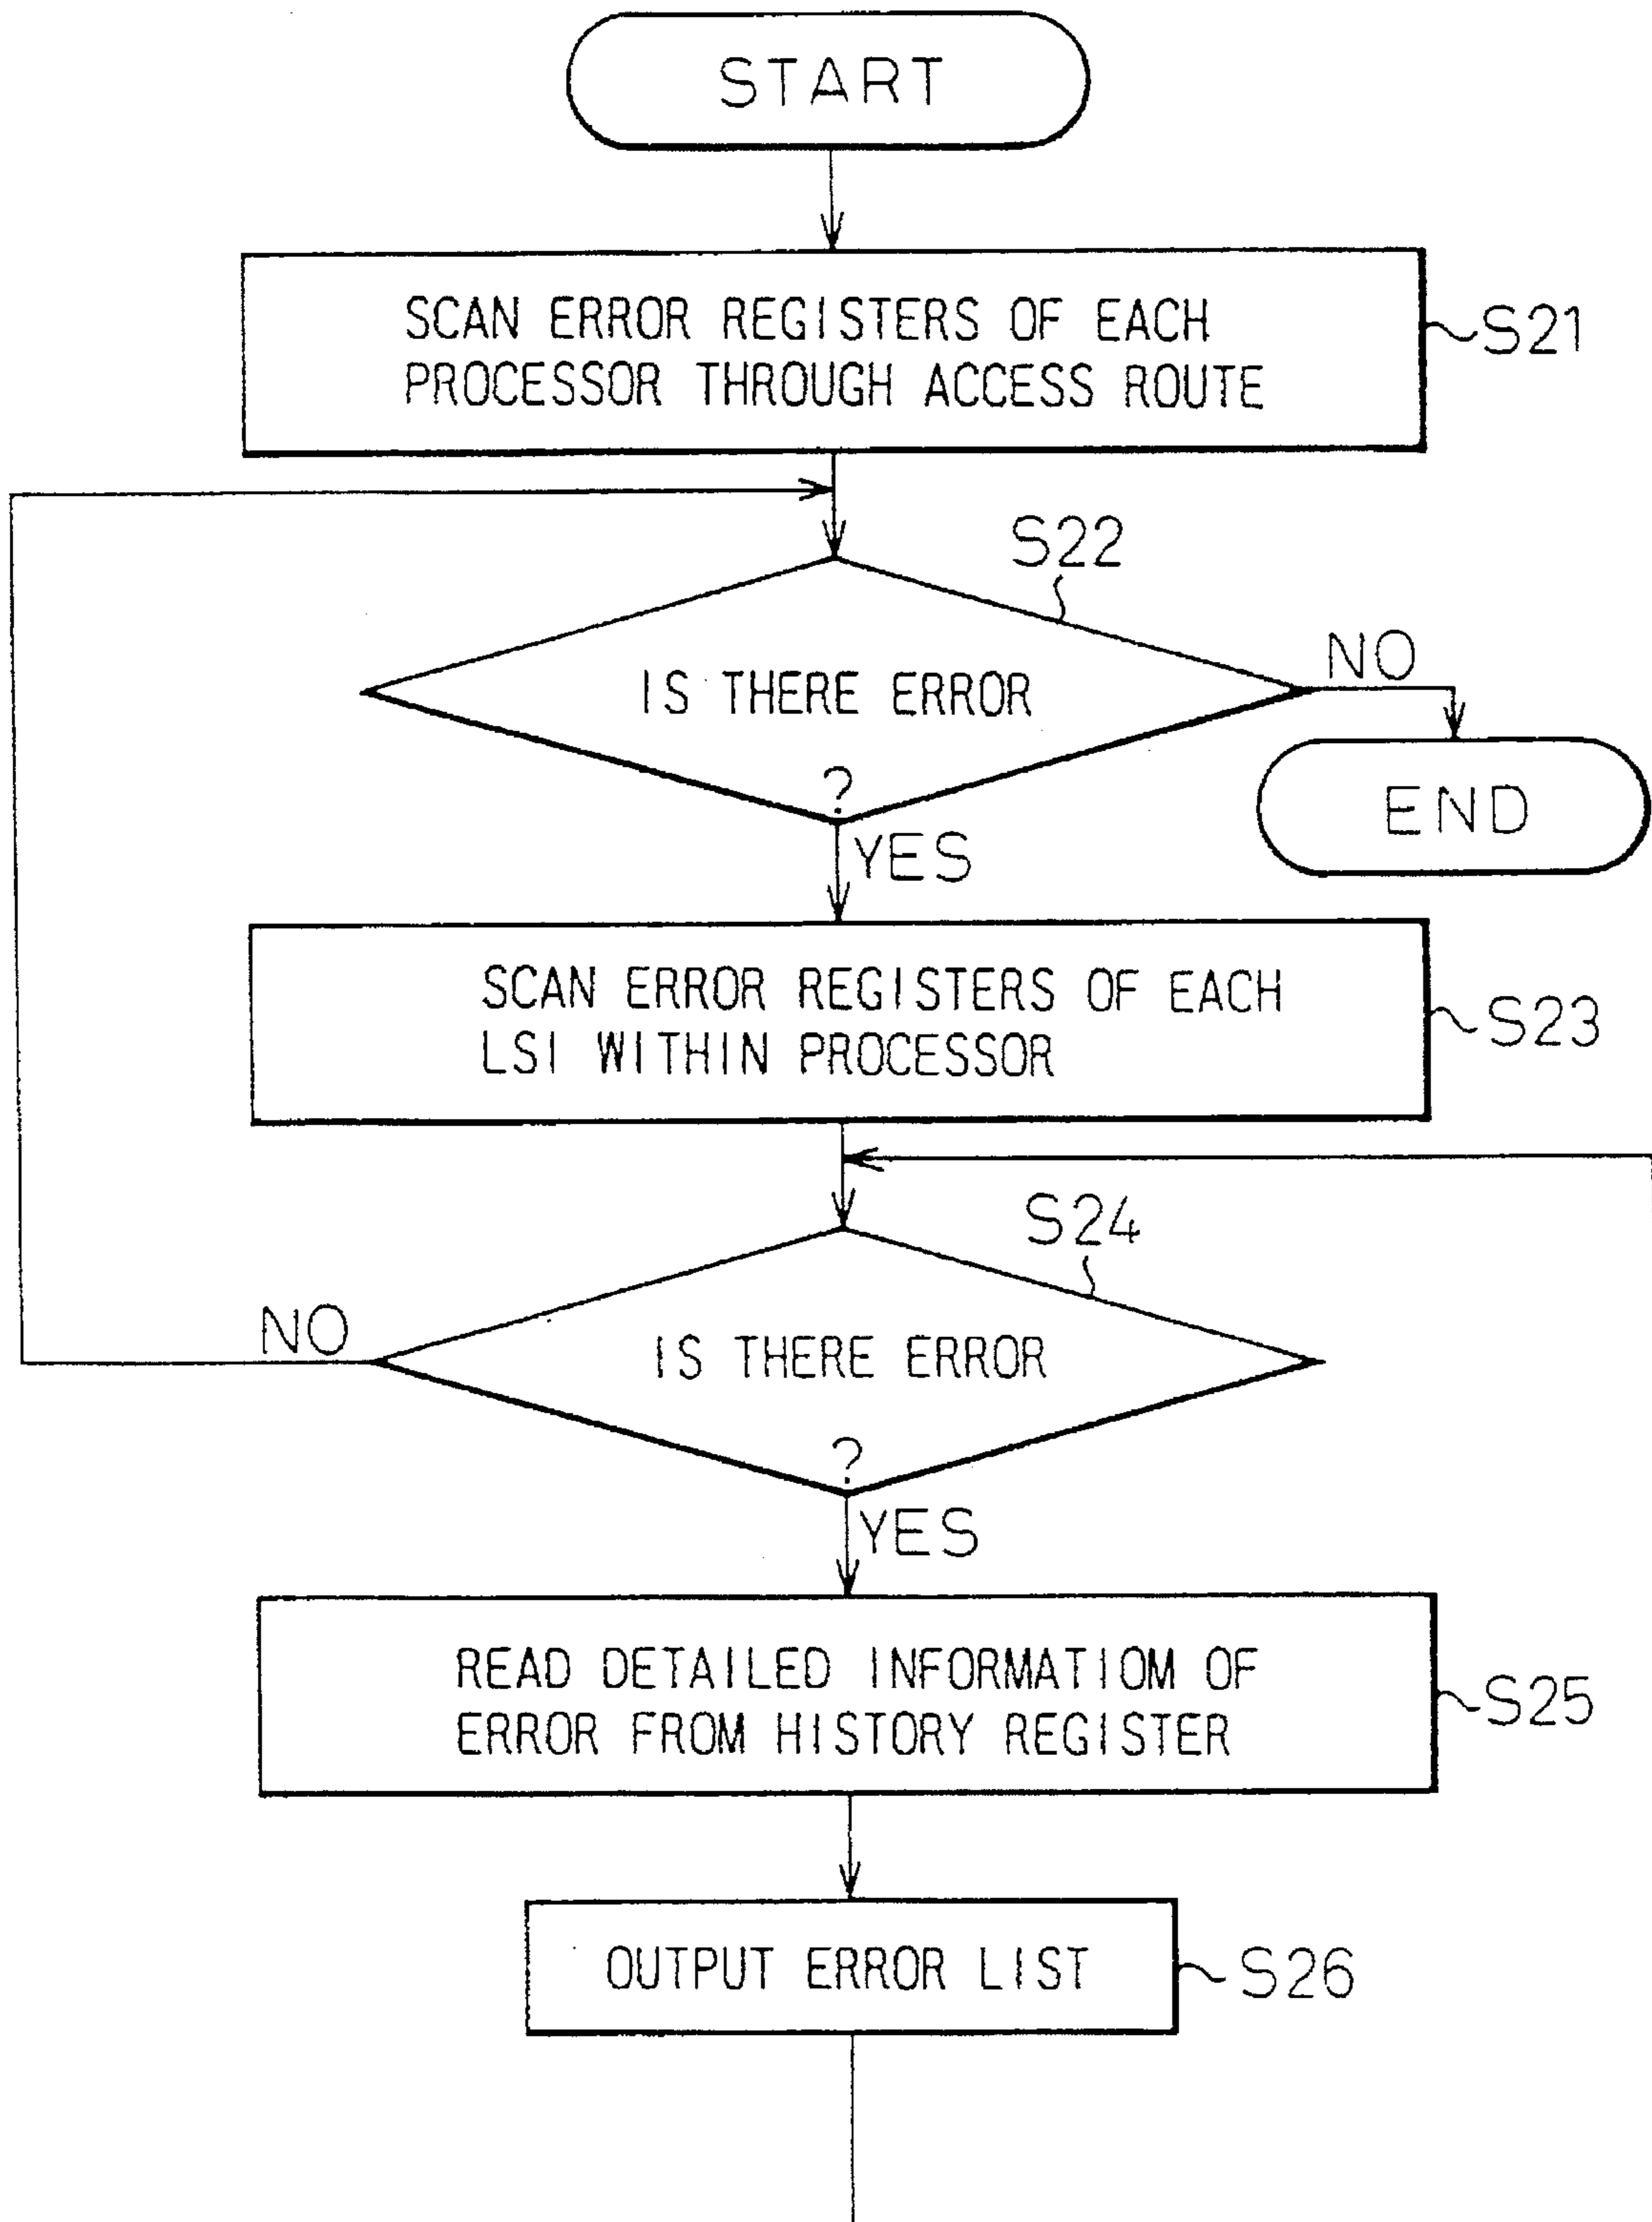 START
SCAN ERROR REGISTERS OF EACH
PROCESSOR THROUGH ACCESS ROUTE
S21
S22
IS THERE ERROR
?
NO
END
YES
SCAN ERROR REGISTERS OF EACH
LSI WITHIN PROCESSOR
S23
S24
NO
IS THERE ERROR
?
YES
READ DETAILED INFORMATIOM OF
ERROR FROM HISTORY REGISTER
S25
OUTPUT ERROR LIST
S26